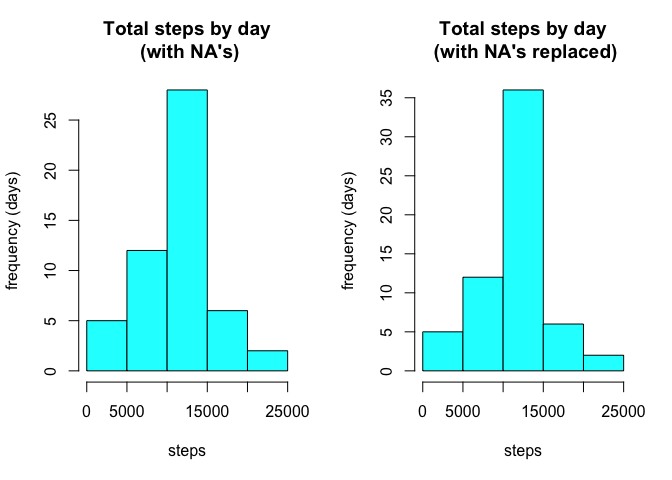 Total steps by day
(with NA's)
frequency (days)
25
20
15
10
5
0
0 5000 15000 25000
steps
Total steps by day
(with NA's replaced)
frequency (days)
35
30
25
20
15
10
5
0
0 5000 15000 25000
steps